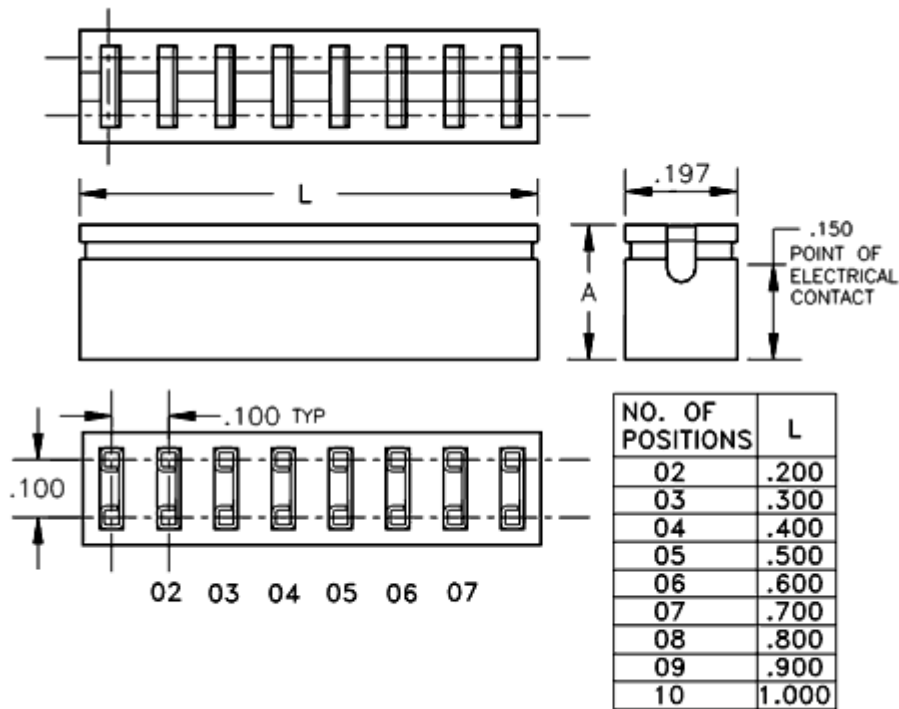 L
.197
.150
POINT OF
ELECTRICAL
CONTACT
A
.100 TYP
.100
02 03 04 05 06 07
NO. OF
POSITIONS L
02 .200
03 .300
04 .400
05 .500
06 .600
07 .700
08 .800
09 .900
10 1.000